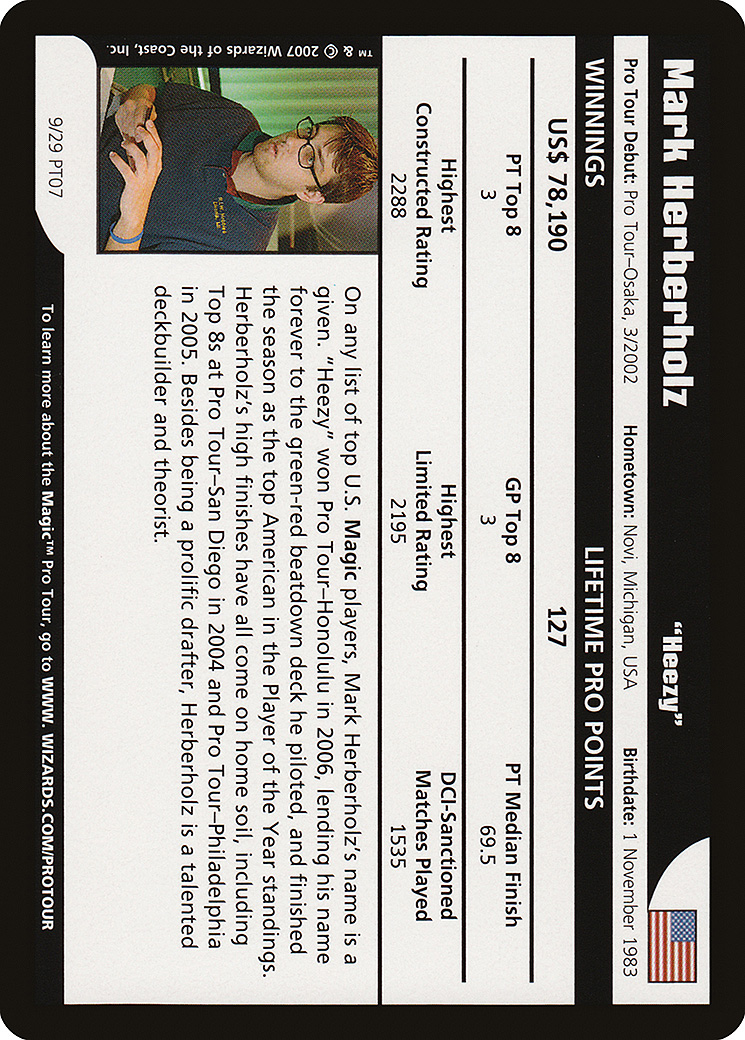 Mark Herberholz "Heezy"
Pro Tour Debut: Pro Tour–Osaka, 3/2002 Hometown: Novi, Michigan, USA Birthdate: 1 November 1983
WINNINGS LIFETIME PRO POINTS
US$ 78,190 127
PT Top 8 GP Top 8 PT Median Finish
3 3 69.5
Highest Highest DCI-Sanctioned
Constructed Rating Limited Rating Matches Played
2288 2195 1535
On any list of top U.S. Magic players, Mark Herberholz's name is a
given. "Heezy" won Pro Tour–Honolulu in 2006, lending his name
forever to the green-red beatdown deck he piloted, and finished
the season as the top American in the Player of the Year standings.
Herberholz's high finishes have all come on home soil, including
Top 8s at Pro Tour–San Diego in 2004 and Pro Tour–Philadelphia
in 2005. Besides being a prolific drafter, Herberholz is a talented
deckbuilder and theorist.
™ & © 2007 Wizards of the Coast, Inc.
9/29 PT07
To learn more about the Magic™ Pro Tour, go to WWW. WIZARDS.COM/PROTOUR